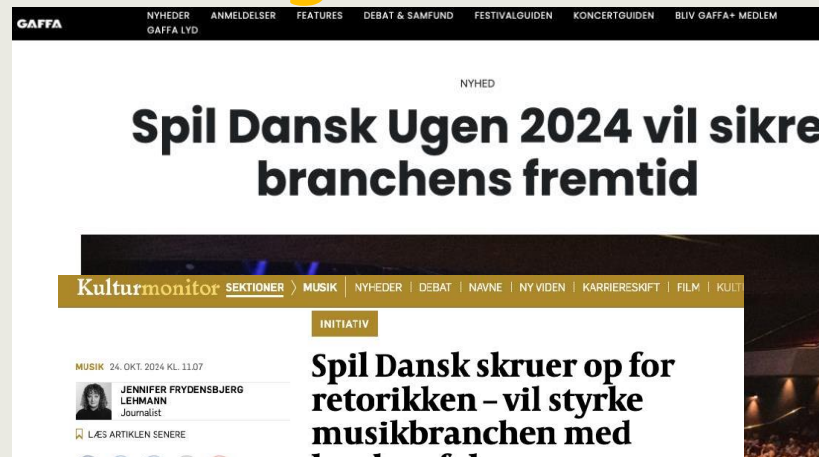 GAFFA
NYHEDER ANMELDELSER FEATURES DEBAT & SAMFUND FESTIVALGUIDEN KONCERTGUIDEN BLIV GAFFA+ MEDLEM
GAFFA LYD
NYHED
Spil Dansk Ugen 2024 vil sikre
branchens fremtid
Kulturmonitor SEKTIONER 〉 MUSIK | NYHEDER | DEBAT | NAVNE | NY VIDEN | KARRIERESKIFT | FILM |
INITIATIV
MUSIK 24. OKT. 2024 KL. 11.07
JENNIFER FRYDENSBJERG
LEHMANN
Journalist
LÆS ARTIKLEN SENERE
Spil Dansk skruer op for
retorikken – vil styrke
musikbranchen med